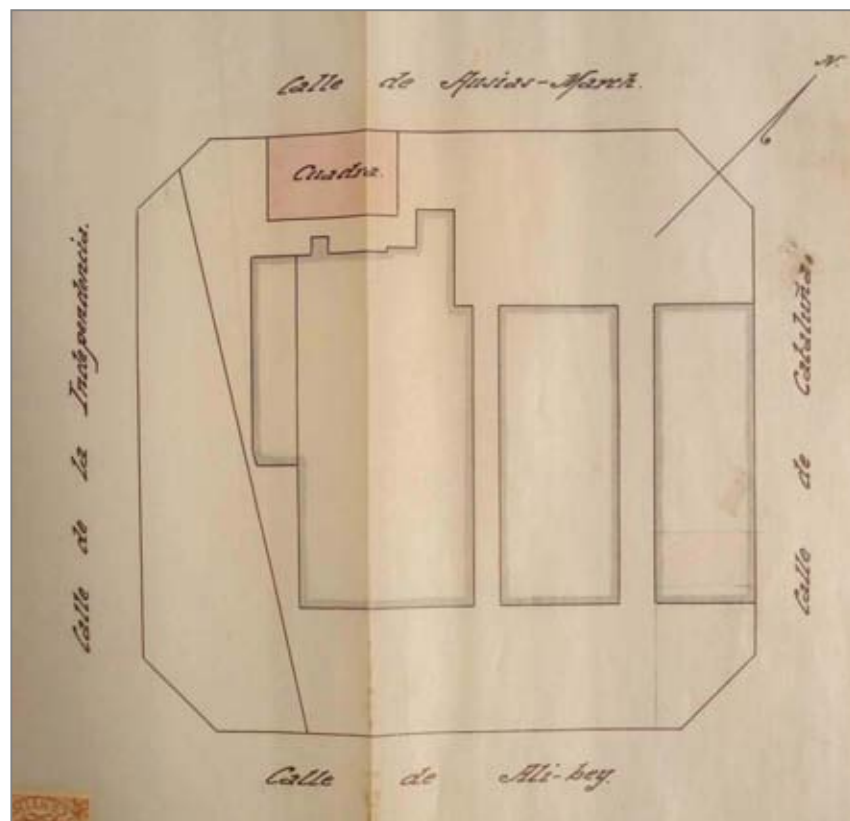 Calle de Ausias-March.
N.
Cuadra.
Calle de la Independencia.
Calle de Cataluña.
Calle de Ali-bey.